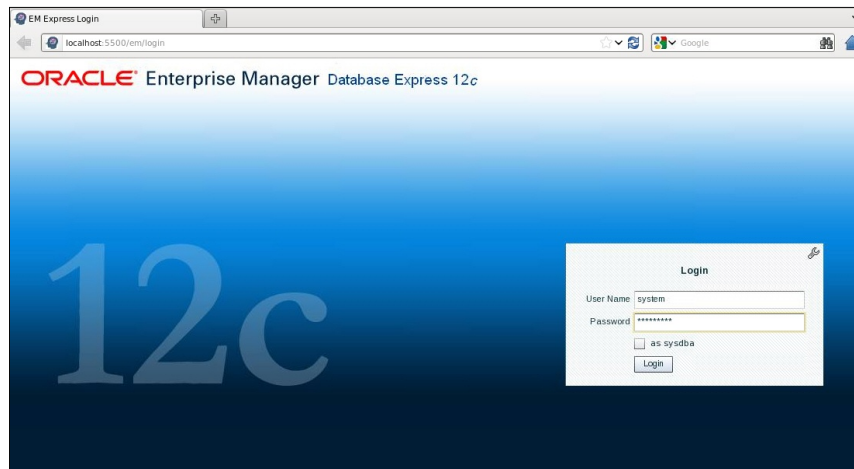 EM Express Login
localhost:5500/em/login
Google
ORACLE Enterprise Manager Database Express 12c
12c
Login
User Name system
Password *********
as sysdba
Login